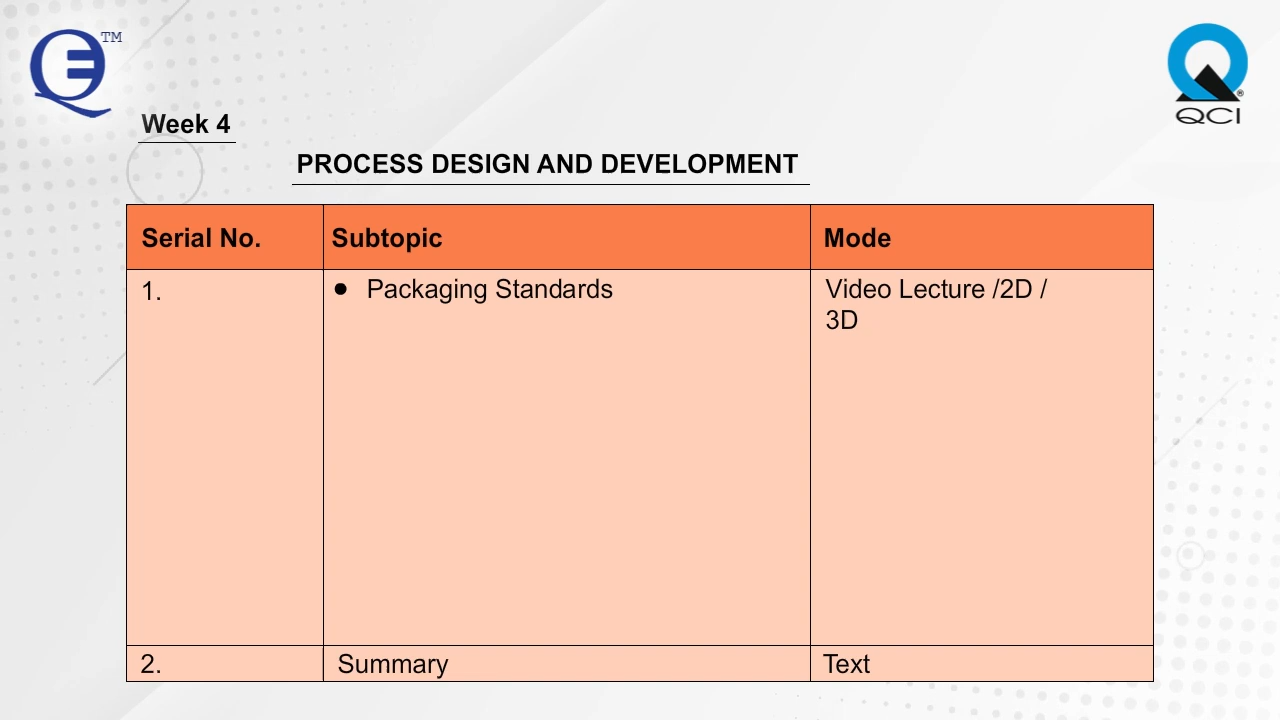 QE™
QCI®
Week 4
PROCESS DESIGN AND DEVELOPMENT
Serial No. Subtopic Mode
1. ● Packaging Standards Video Lecture /2D /
3D
2. Summary Text